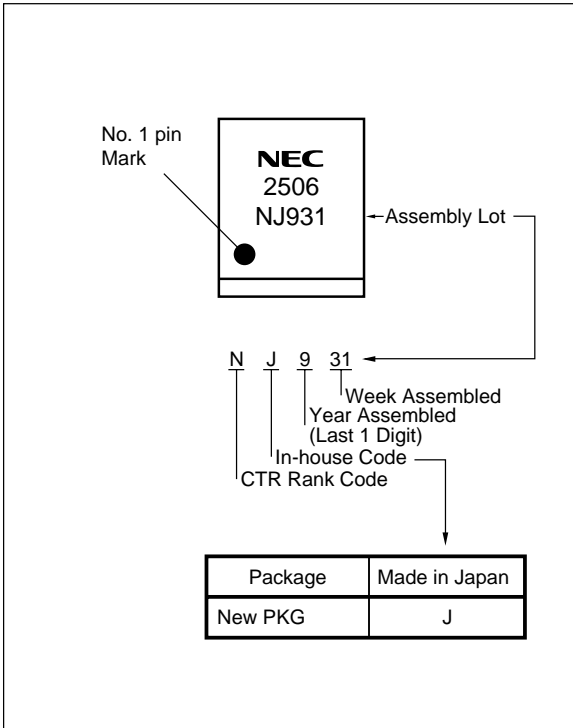 No. 1 pin
Mark
NEC
2506
NJ931
Assembly Lot
N J 9 31
Week Assembled
Year Assembled
(Last 1 Digit)
In-house Code
CTR Rank Code
Package Made in Japan
New PKG J